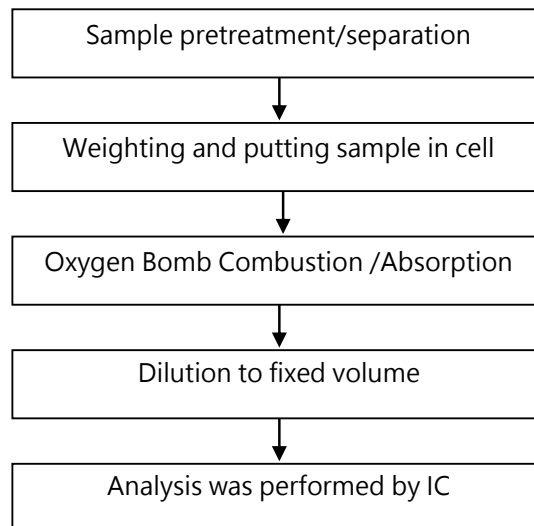 Sample pretreatment/separation
Weighting and putting sample in cell
Oxygen Bomb Combustion /Absorption
Dilution to fixed volume
Analysis was performed by IC